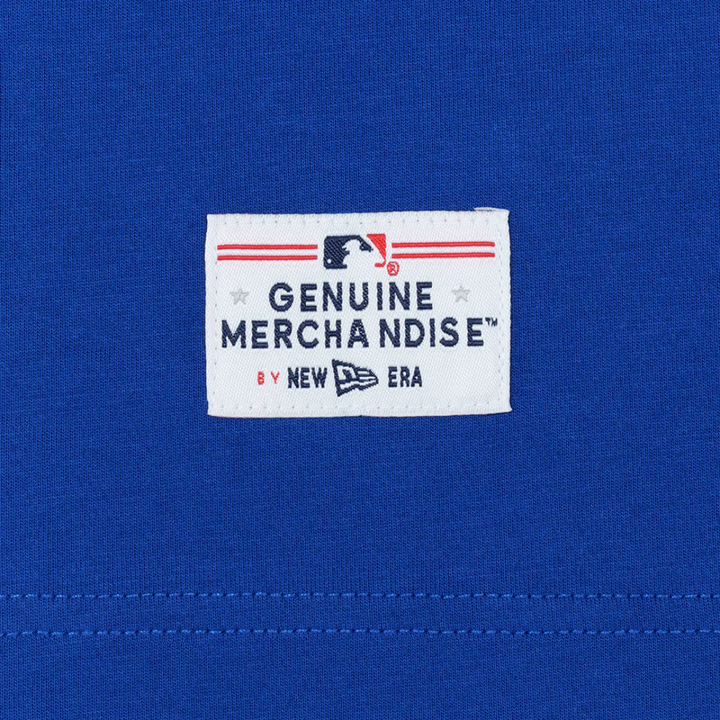 ®
GENUINE
MERCHANDISE™
BY NEW ERA